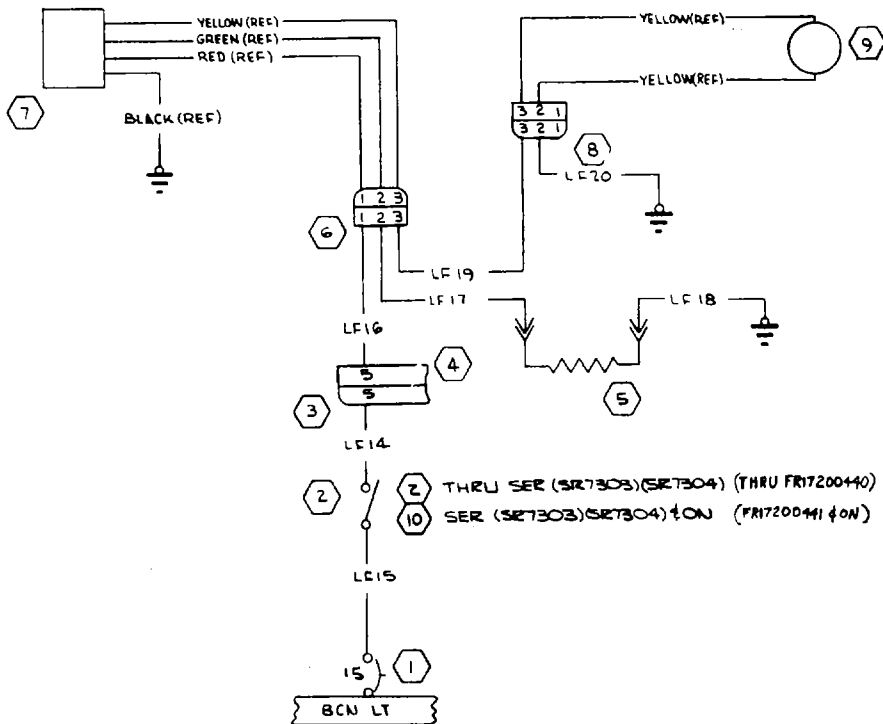 YELLOW (REF)
GREEN (REF)
RED (REF)
7
BLACK (REF)
YELLOW(REF)
9
YELLOW(REF)
3 2 1
3 2 1
8
LF20
1 2 3
1 2 3
6
LF19
LF17
LF18
LF16
5
4
5
3
5
LF14
2
2 THRU SER (SR7303)(SR7304) (THRU FR17200440)
10 SER (SR7303)(SR7304) & ON (FR17200441 & ON)
LF15
15
1
BCN LT